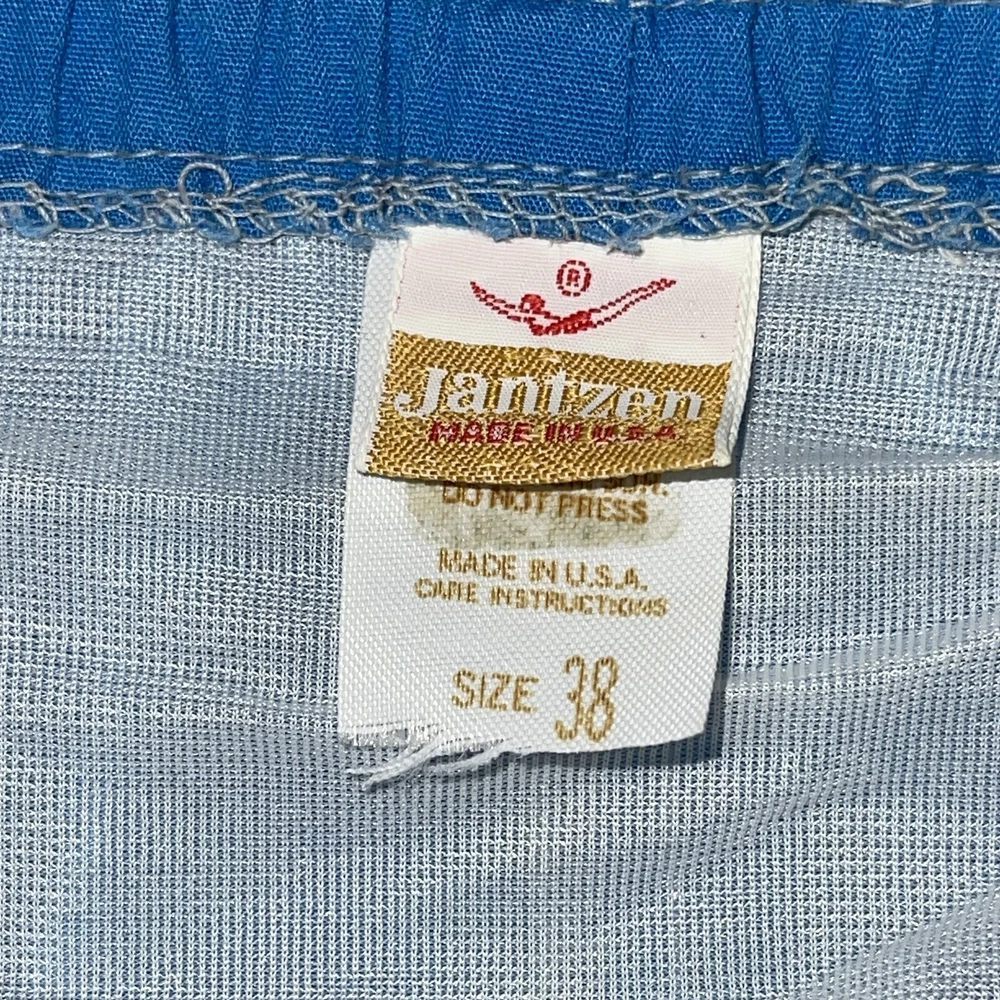 ®
Jantzen
MADE IN U.S.A
DO NOT PRESS
MADE IN U.S.A.
CARE INSTRUCTIONS
SIZE 38